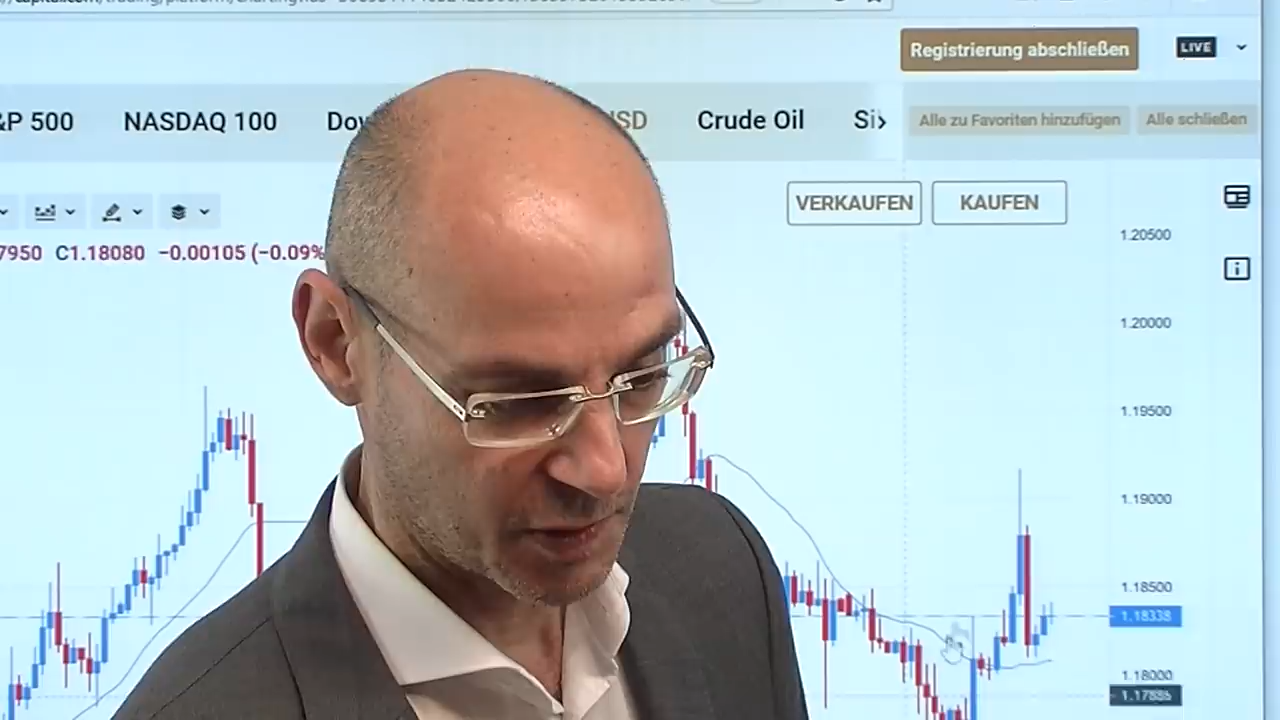 Registrierung abschließen
LIVE
&P 500
NASDAQ 100
Crude Oil
Alle zu Favoriten hinzufügen
Alle schließen
VERKAUFEN
KAUFEN
7950 C1.18080 −0.00105 (−0.09%
1.20500
1.20000
1.19500
1.19000
1.18500
1.18338
1.18000
1.17886